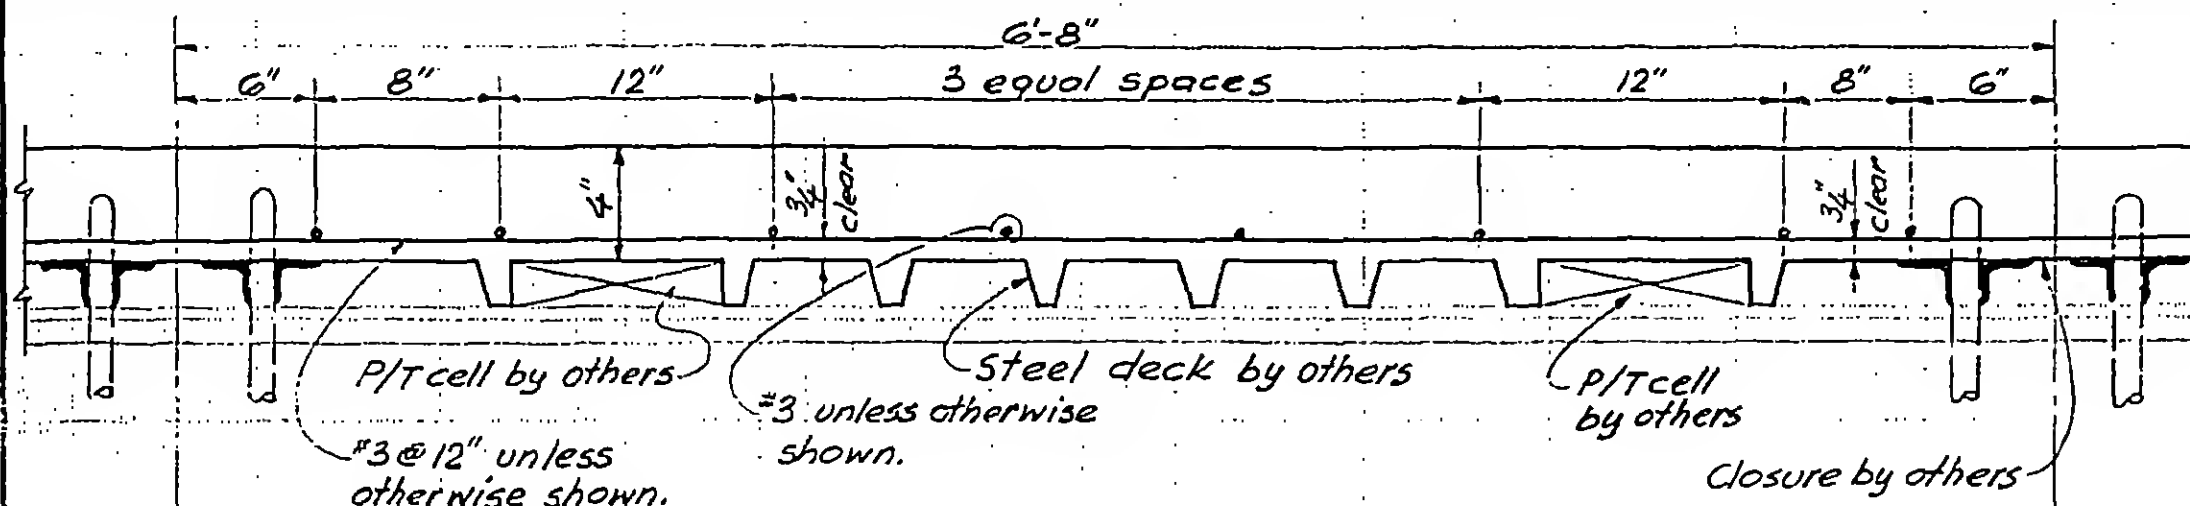 6'-8"
6" 8" 12" 3 equal spaces 12" 8" 6"
4"
3/4" clear
3/4" clear
P/T cell by others
Steel deck by others
P/T cell
by others
#3 unless otherwise
shown.
#3 @ 12" unless
otherwise shown.
Closure by others